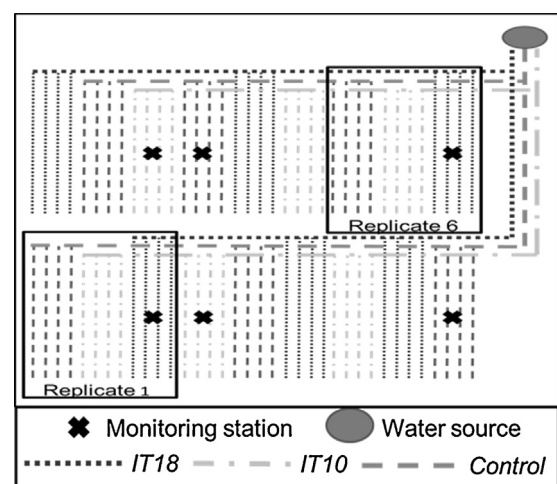 Replicate 6
Replicate 1
Monitoring station Water source
IT18 IT10 Control